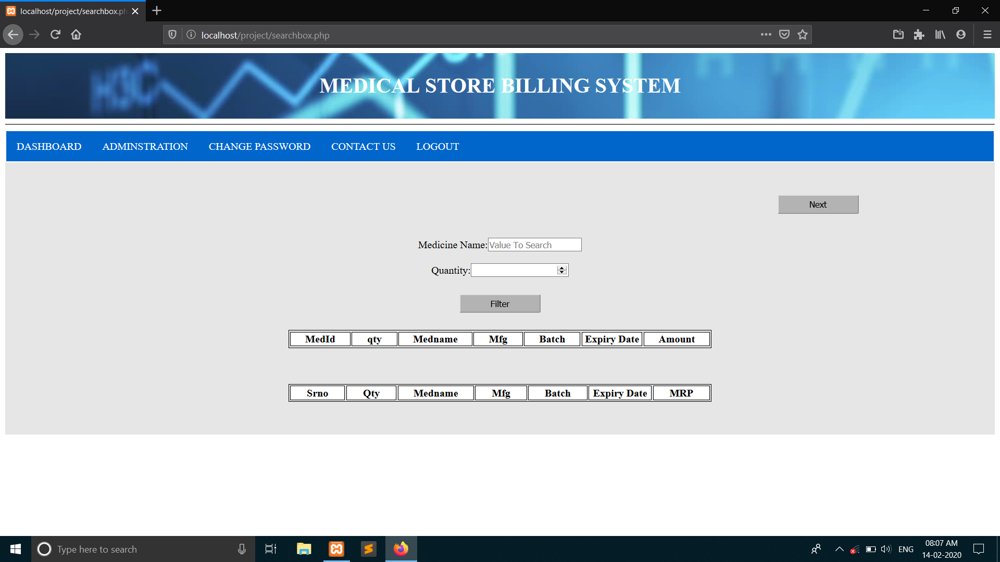 localhost/project/searchbox.ph
localhost/project/searchbox.php
MEDICAL STORE BILLING SYSTEM
DASHBOARD ADMINSTRATION CHANGE PASSWORD CONTACT US LOGOUT
Next
Medicine Name: Value To Search
Quantity:
Filter
MedId qty Medname Mfg Batch Expiry Date Amount
Srno Qty Medname Mfg Batch Expiry Date MRP
Type here to search
ENG
08:07 AM
14-02-2020